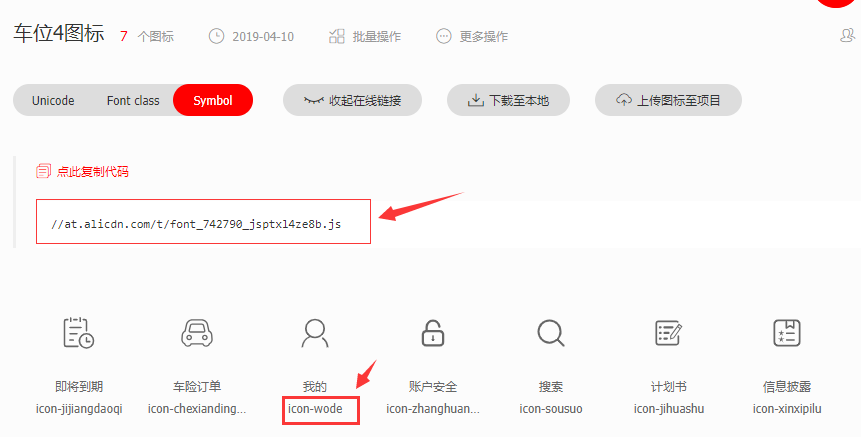 车位4图标 7 个图标 2019-04-10 批量操作 更多操作
Unicode Font class Symbol 收起在线链接 下载至本地 上传图标至项目
点此复制代码
//at.alicdn.com/t/font_742790_jsptxl4ze8b.js
即将到期 车险订单 我的 账户安全 搜索 计划书 信息披露
icon-jijiangdaoqi icon-chexianding... icon-wode icon-zhanghuan... icon-sousuo icon-jihuashu icon-xinxipilu